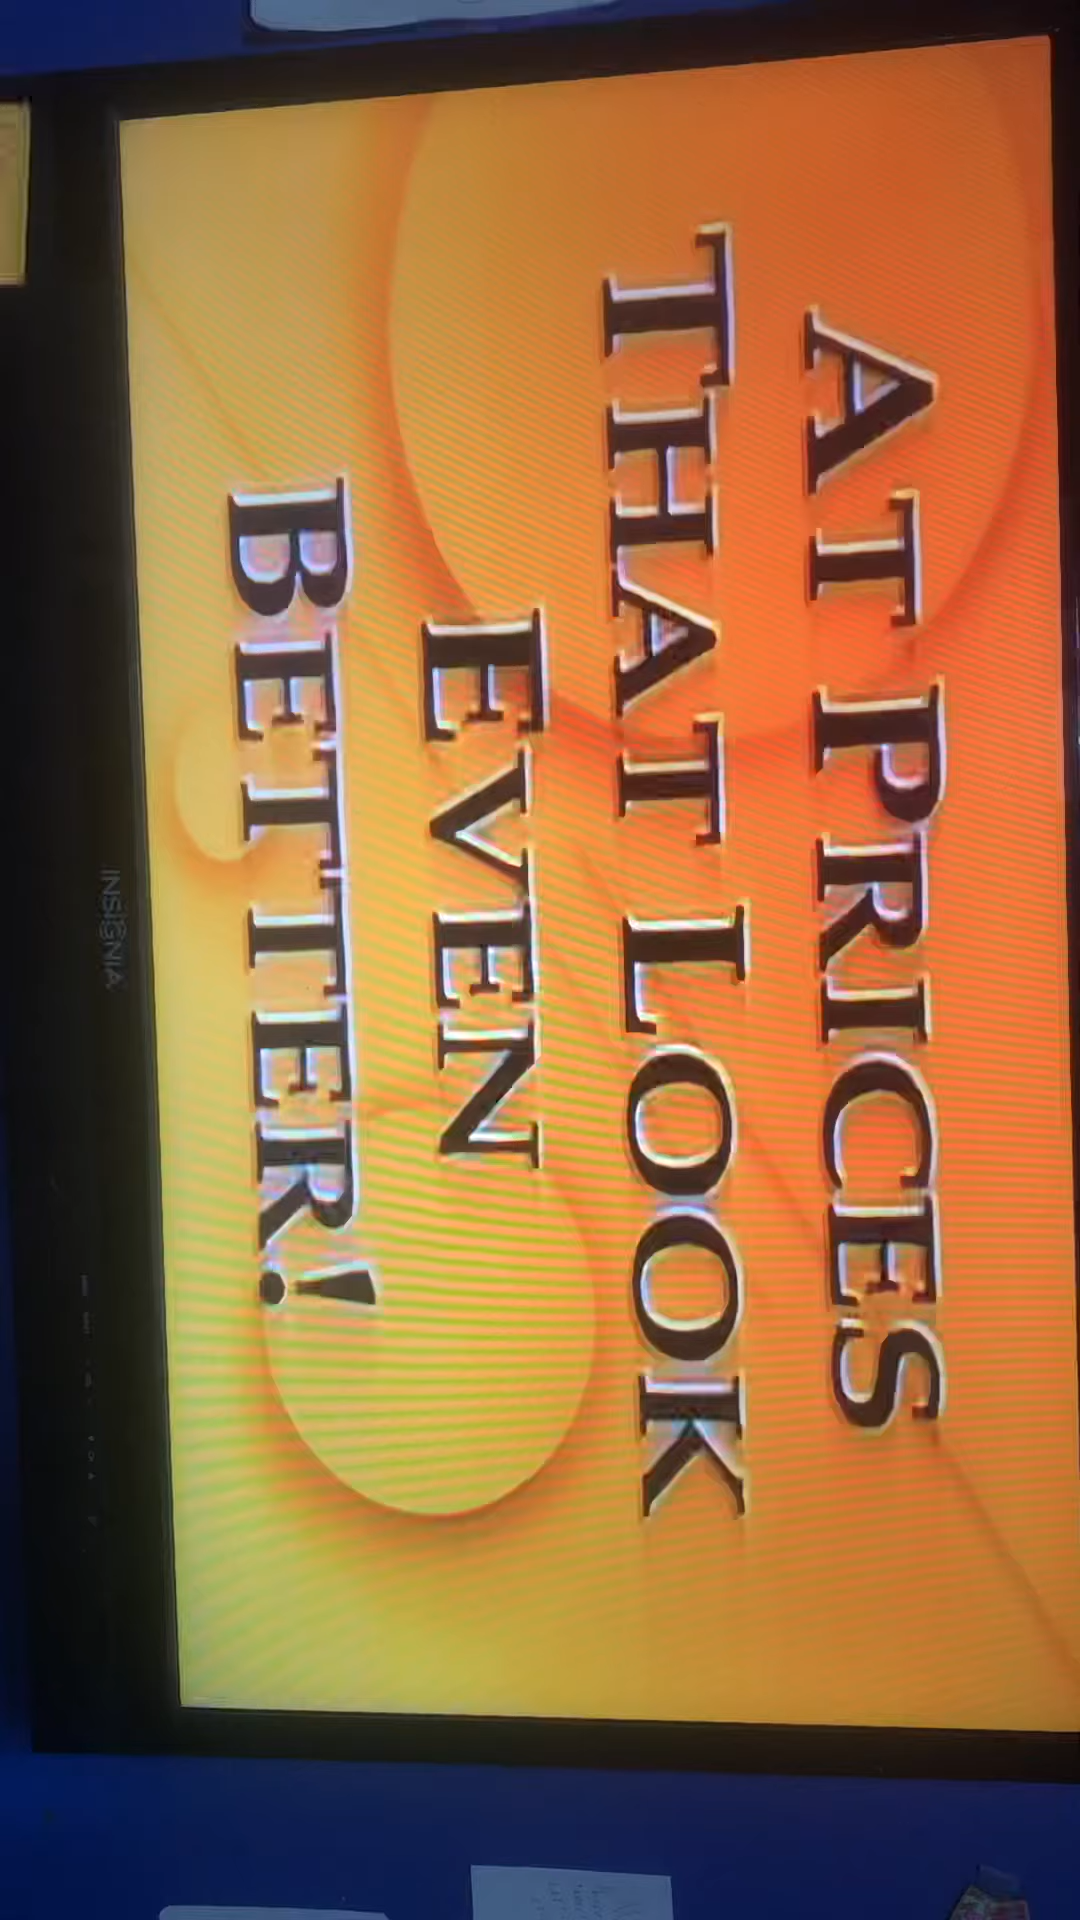 AT PRICES
THAT LOOK
EVEN
BETTER!
INSIGNIA